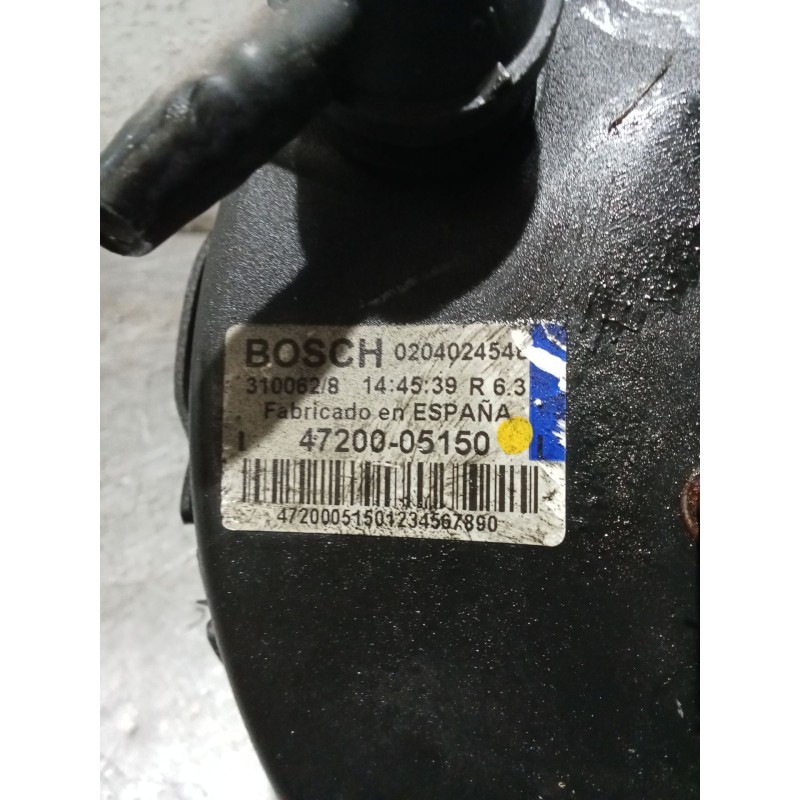 BOSCH 020402454
310062/8 14:45:39 R 6.3
Fabricado en ESPAÑA
I 47200-05150 I
47200051501234567890